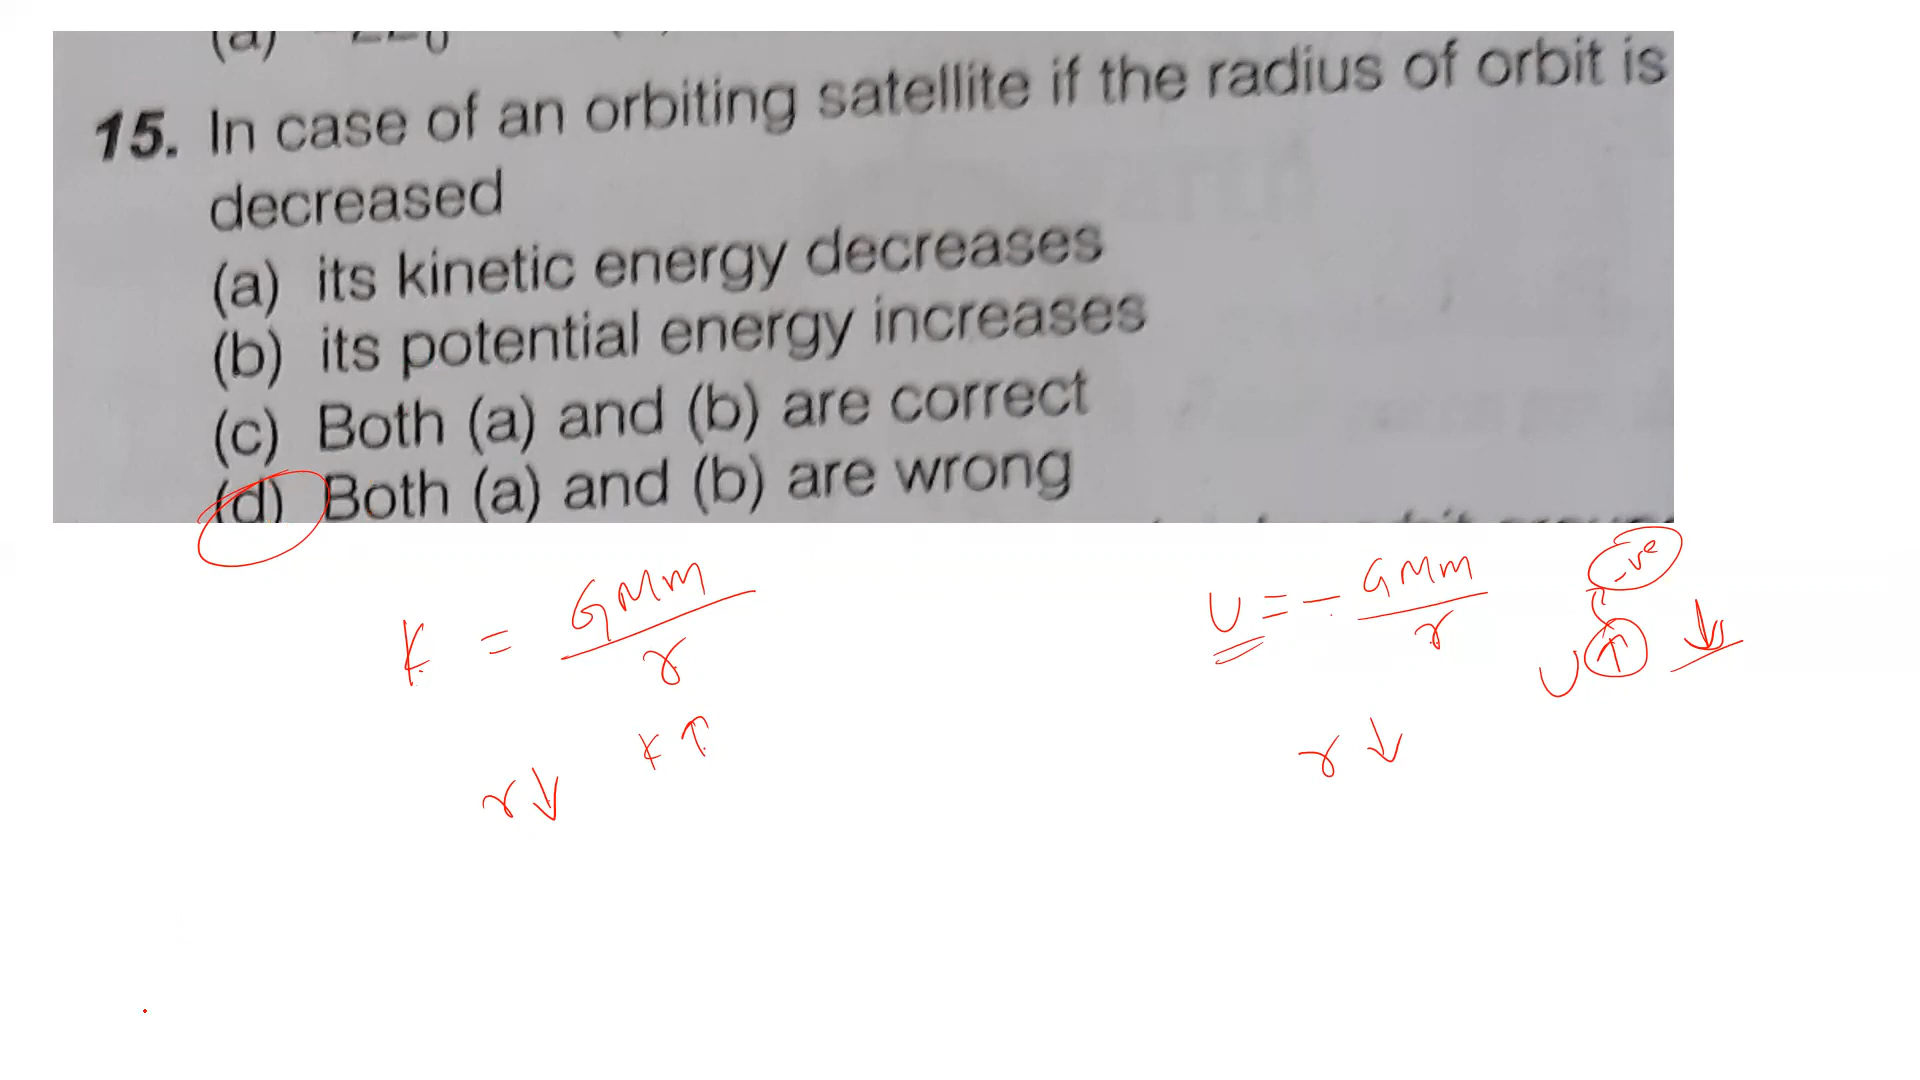 15. In case of an orbiting satellite if the radius of orbit is
decreased
(a) its kinetic energy decreases
(b) its potential energy increases
(c) Both (a) and (b) are correct
(d) Both (a) and (b) are wrong
K = GMm / r
U = - GMm / r
-ve
U ↑ ↓
K ↑
r ↓
r ↓